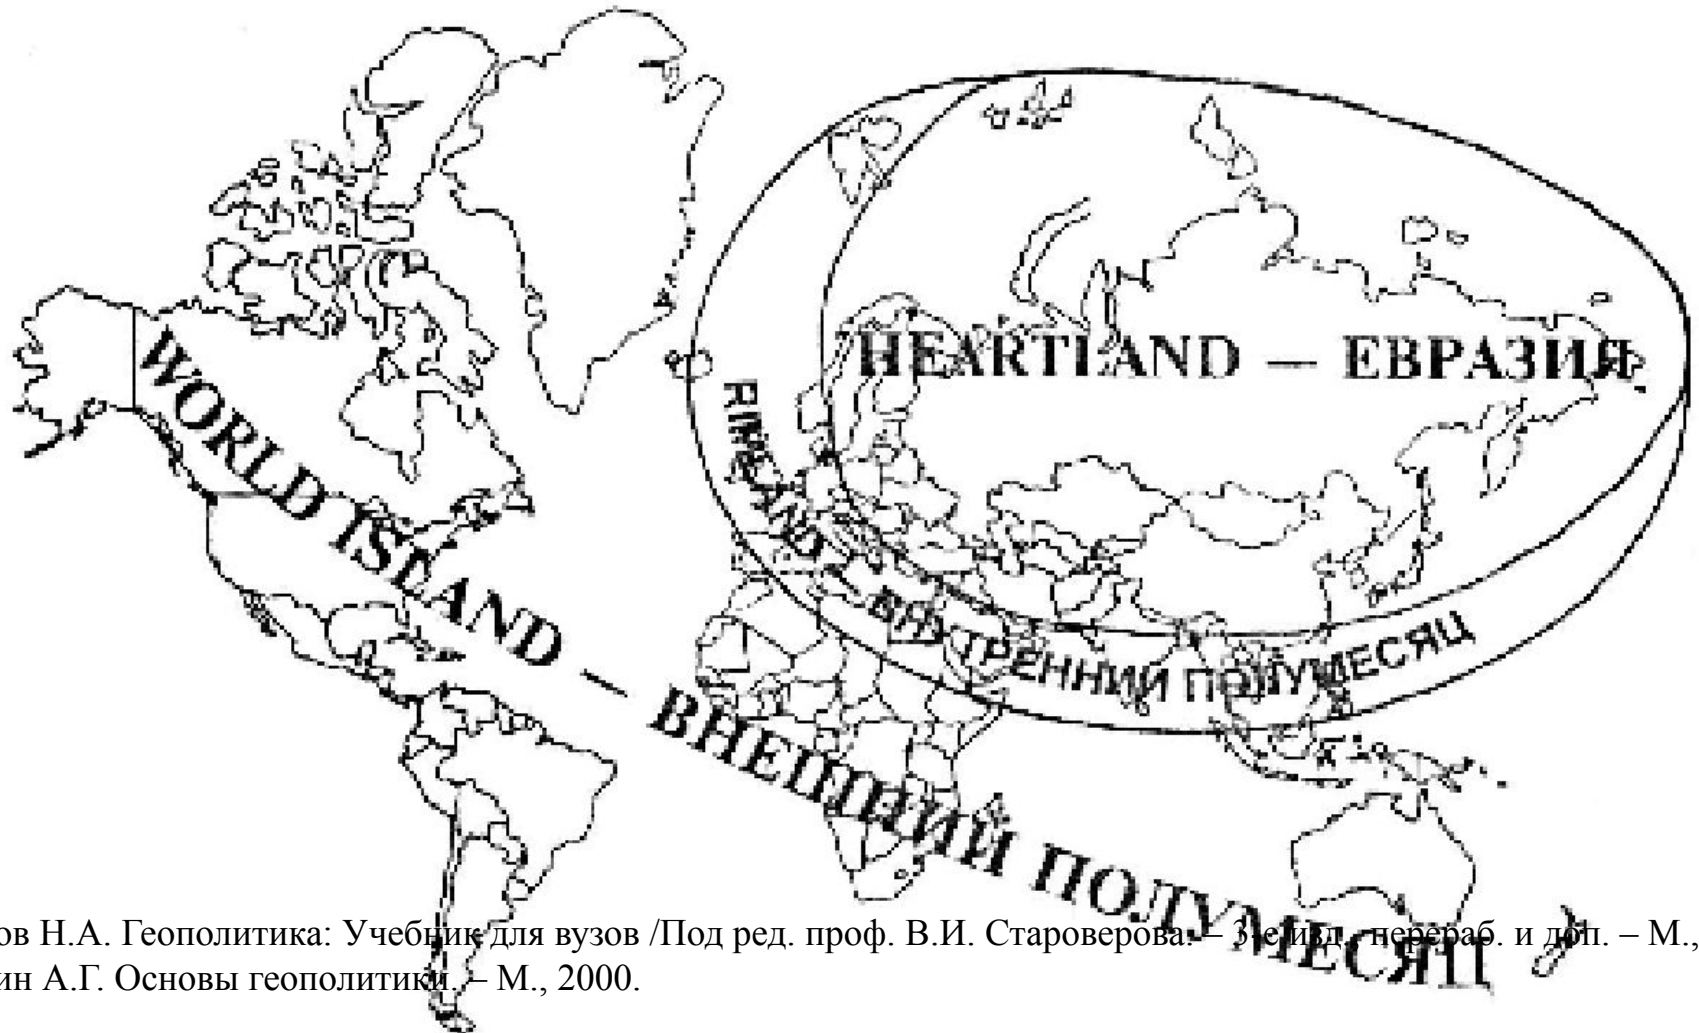 HEARTLAND — ЕВРАЗИЯ
RIMLAND — ВНУТРЕННИЙ ПОЛУМЕСЯЦ
WORLD ISLAND — ВНЕШНИЙ ПОЛУМЕСЯЦ
ов Н.А. Геополитика: Учебник для вузов /Под ред. проф. В.И. Староверова. – 3-е изд., перераб. и доп. – М.,
ин А.Г. Основы геополитики. – М., 2000.